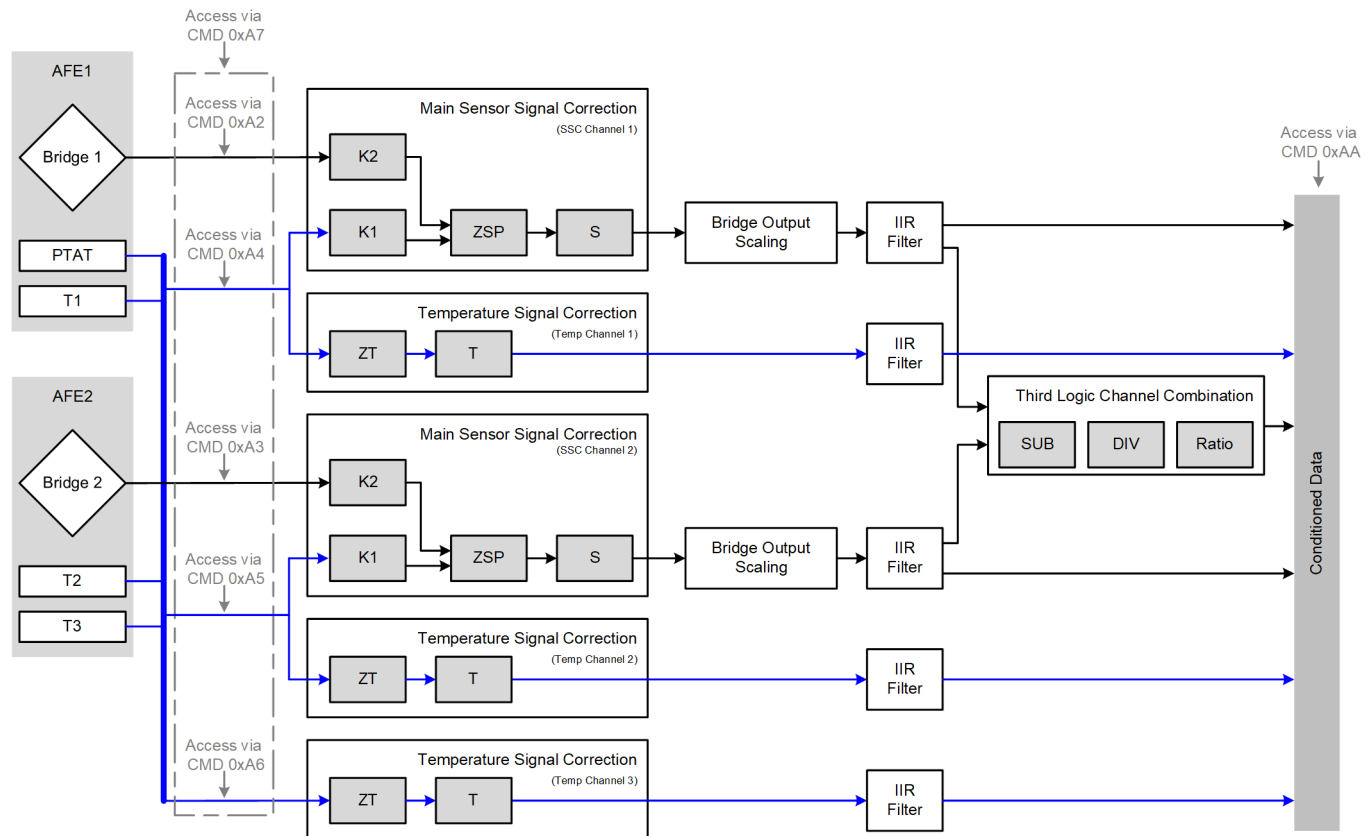 Access via
CMD 0xA7
AFE1
Bridge 1
PTAT
T1
Access via
CMD 0xA2
Access via
CMD 0xA4
Main Sensor Signal Correction
(SSC Channel 1)
K2
K1
ZSP
S
Bridge Output
Scaling
IIR
Filter
Temperature Signal Correction
(Temp Channel 1)
ZT
T
IIR
Filter
AFE2
Bridge 2
T2
T3
Access via
CMD 0xA3
Access via
CMD 0xA5
Access via
CMD 0xA6
Main Sensor Signal Correction
(SSC Channel 2)
K2
K1
ZSP
S
Bridge Output
Scaling
IIR
Filter
Temperature Signal Correction
(Temp Channel 2)
ZT
T
IIR
Filter
Temperature Signal Correction
(Temp Channel 3)
ZT
T
IIR
Filter
Third Logic Channel Combination
SUB
DIV
Ratio
Access via
CMD 0xAA
Conditioned Data